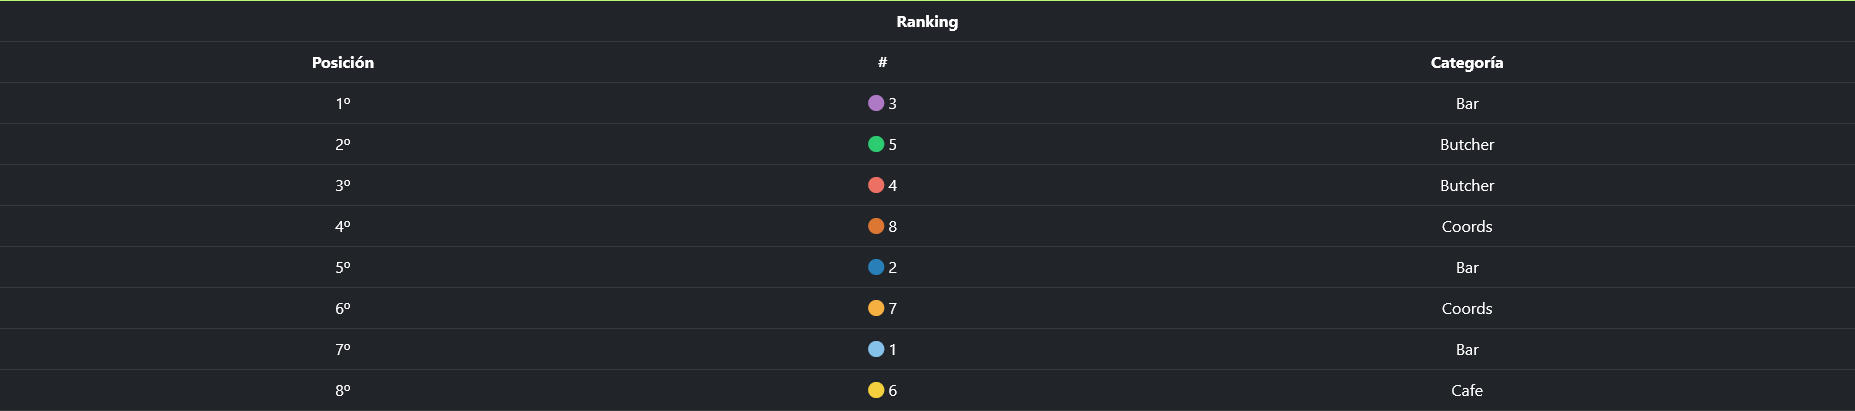 Ranking
Posición # Categoría
1º 3 Bar
2º 5 Butcher
3º 4 Butcher
4º 8 Coords
5º 2 Bar
6º 7 Coords
7º 1 Bar
8º 6 Cafe